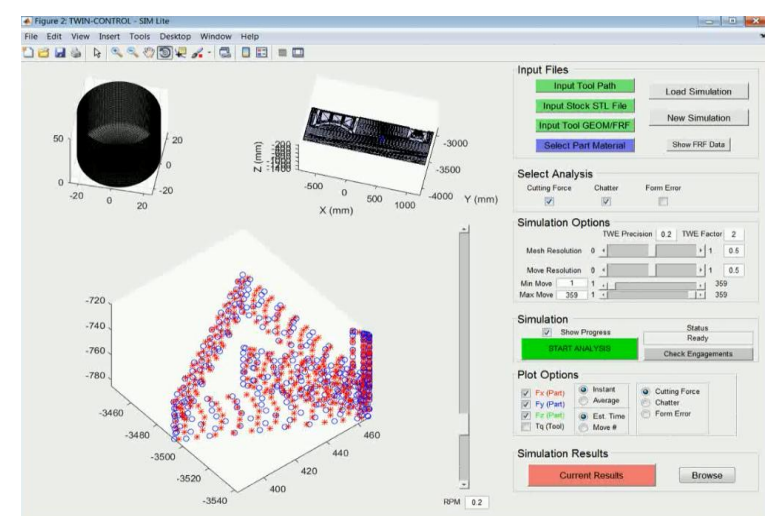 Figure 2: TWIN-CONTROL - SIM Lite
File Edit View Insert Tools Desktop Window Help
50
0
-20
0
20
20
0
-20
Z (mm)
-500
0
500
1000
X (mm)
-3000
-3500
-4000
Y (mm)
-720
-740
-760
-780
-3460
-3480
-3500
-3520
-3540
400
420
440
460
RPM 0.2
Input Files
Input Tool Path
Input Stock STL File
Input Tool GEOM/FRF
Select Part Material
Load Simulation
New Simulation
Show FRF Data
Select Analysis
Cutting Force Chatter Form Error
Simulation Options
TWE Precision 0.2 TWE Factor 2
Mesh Resolution 0 1 0.5
Move Resolution 0 1 0.5
Min Move 1 1 359
Max Move 359 1 359
Simulation
Show Progress
START ANALYSIS
Status
Ready
Check Engagements
Plot Options
Fx (Part)
Fy (Part)
Fz (Part)
Tq (Tool)
Instant
Average
Est. Time
Move #
Cutting Force
Chatter
Form Error
Simulation Results
Current Results
Browse